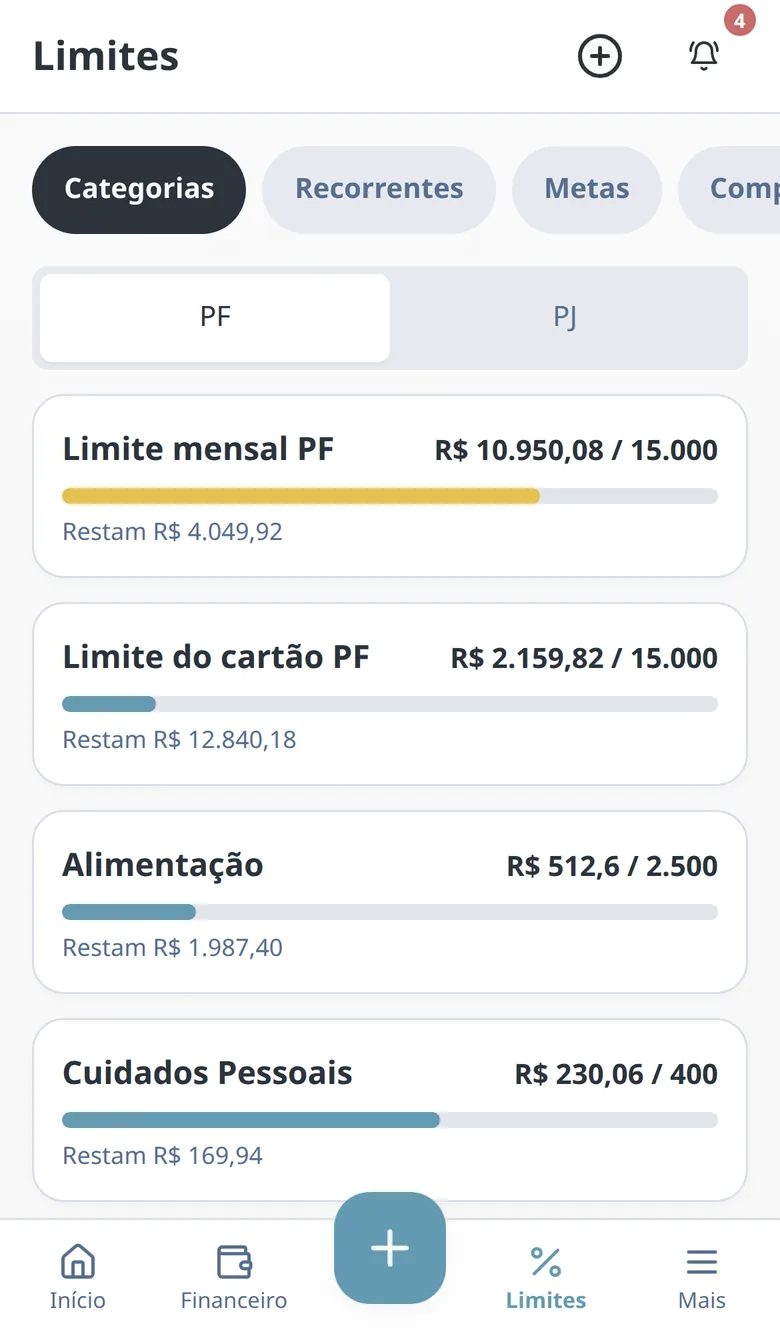 Limites
4
Categorias
Recorrentes
Metas
Comp
PF
PJ
Limite mensal PF
R$ 10.950,08 / 15.000
Restam R$ 4.049,92
Limite do cartão PF
R$ 2.159,82 / 15.000
Restam R$ 12.840,18
Alimentação
R$ 512,6 / 2.500
Restam R$ 1.987,40
Cuidados Pessoais
R$ 230,06 / 400
Restam R$ 169,94
Início
Financeiro
Limites
Mais